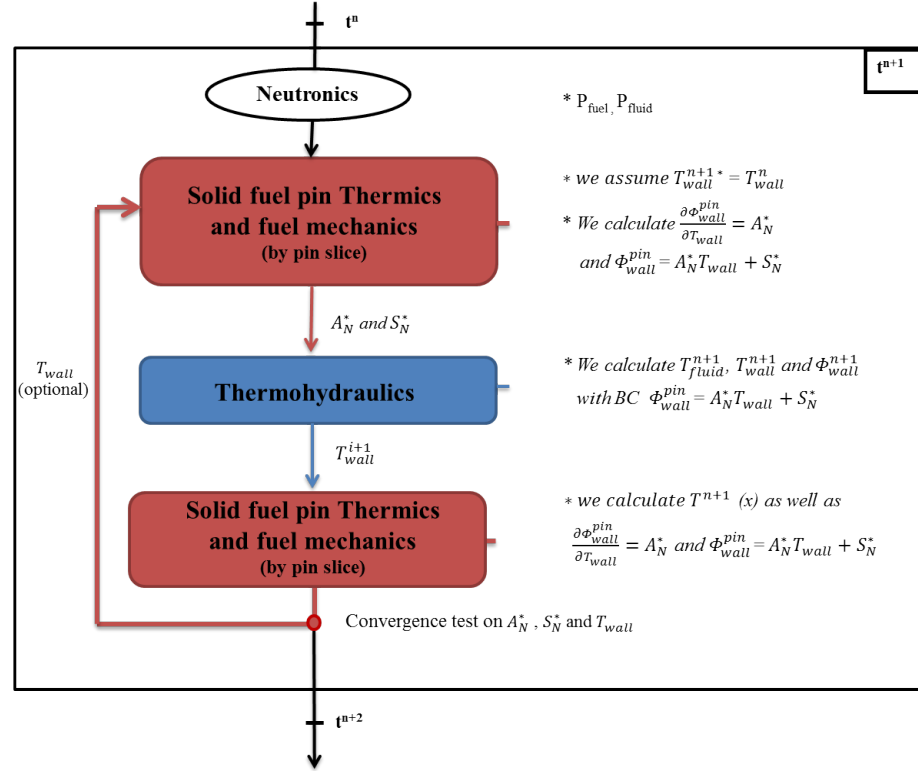 tⁿ
tⁿ⁺¹
Neutronics
* P_fuel, P_fluid
Solid fuel pin Thermics
and fuel mechanics
(by pin slice)
* we assume T_wall^{n+1 *} = T_wall^n
* We calculate ∂Φ_wall^pin/∂T_wall = A_N^*
and Φ_wall^pin = A_N^* T_wall + S_N^*
A_N^* and S_N^*
T_wall
(optional)
Thermohydraulics
* We calculate T_fluid^{n+1}, T_wall^{n+1} and Φ_wall^{n+1}
with BC Φ_wall^pin = A_N^* T_wall + S_N^*
T_wall^{i+1}
Solid fuel pin Thermics
and fuel mechanics
(by pin slice)
* we calculate T^{n+1} (x) as well as
∂Φ_wall^pin/∂T_wall = A_N^* and Φ_wall^pin = A_N^* T_wall + S_N^*
Convergence test on A_N^* , S_N^* and T_wall
tⁿ⁺²